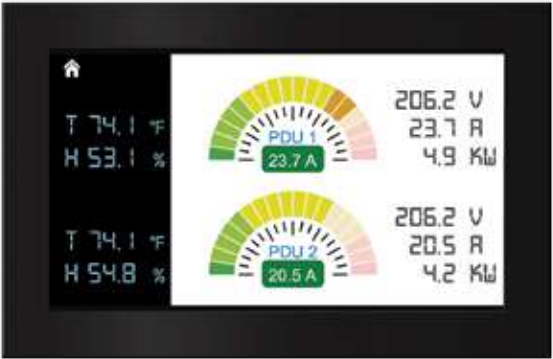 T 74.1 °F
H 53.1 %
PDU 1
23.7 A
206.2 V
23.7 A
4.9 KW
T 74.1 °F
H 54.8 %
PDU 2
20.5 A
206.2 V
20.5 A
4.2 KW